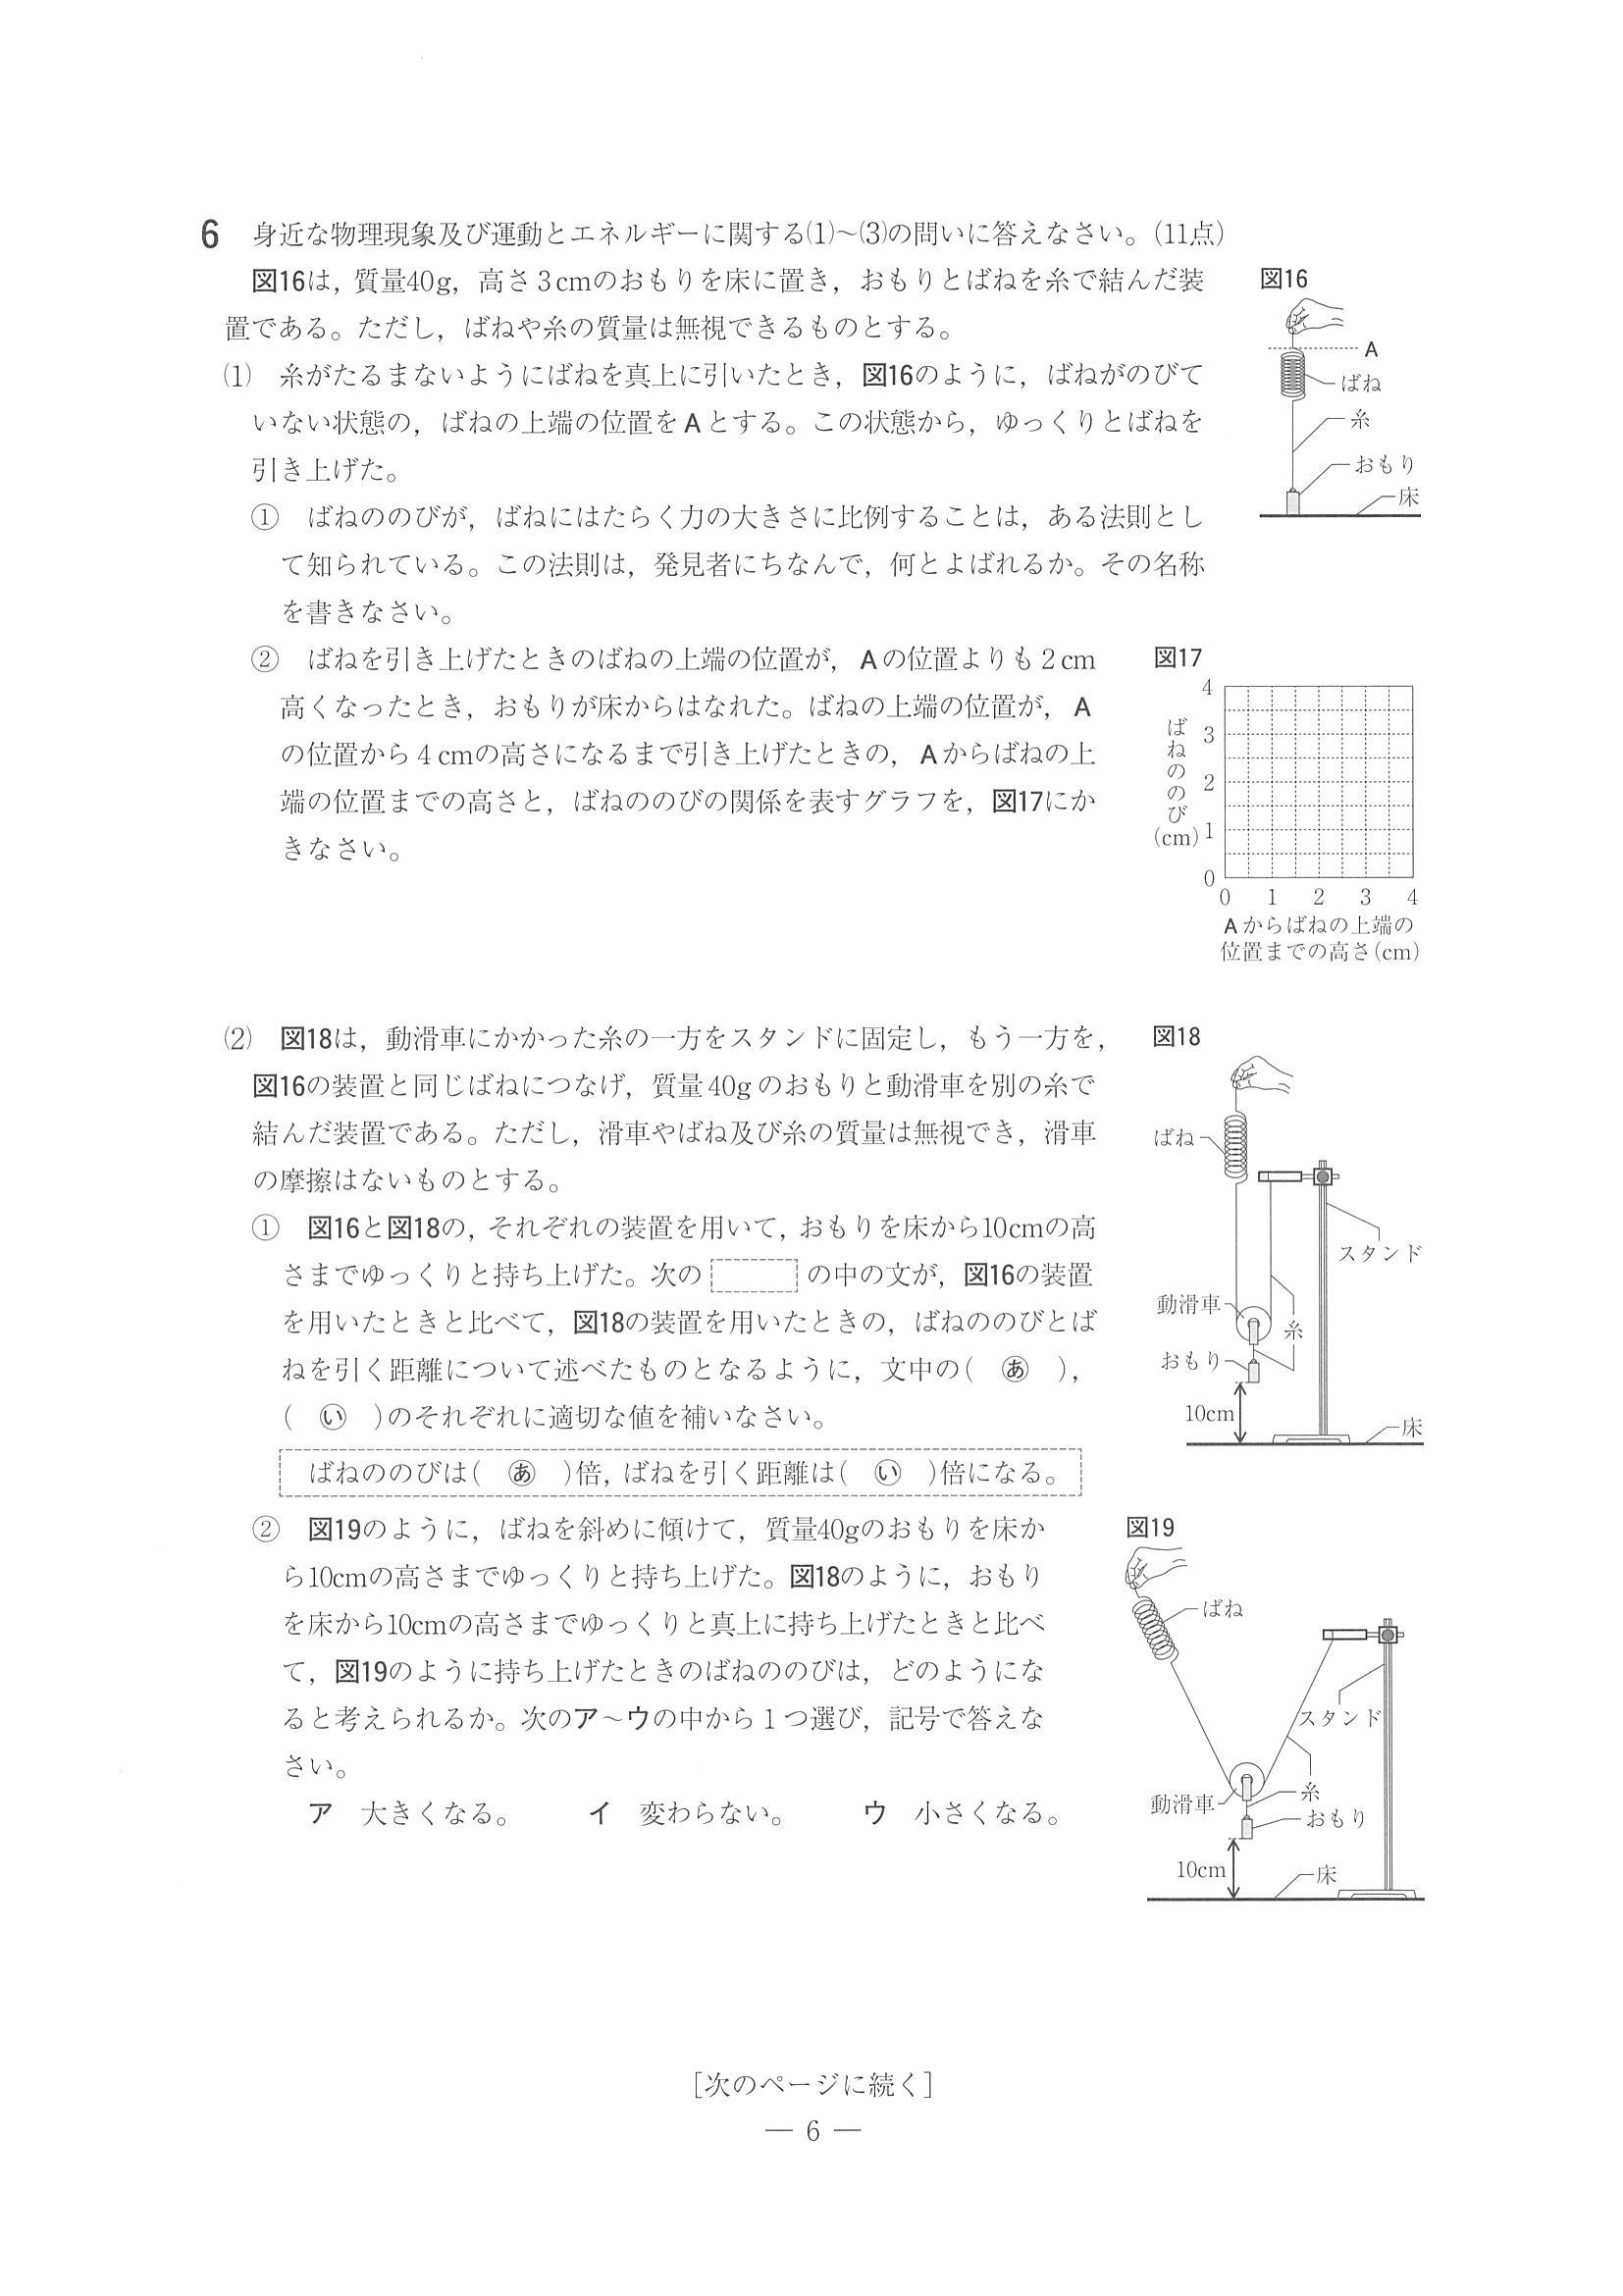 6 身近な物理現象及び運動とエネルギーに関する⑴～⑶の問いに答えなさい。(11点)
図16は，質量40g，高さ3cmのおもりを床に置き，おもりとばねを糸で結んだ装
置である。ただし，ばねや糸の質量は無視できるものとする。
⑴ 糸がたるまないようにばねを真上に引いたとき，図16のように，ばねがのびて
いない状態の，ばねの上端の位置をAとする。この状態から，ゆっくりとばねを
引き上げた。
① ばねののびが，ばねにはたらく力の大きさに比例することは，ある法則とし
て知られている。この法則は，発見者にちなんで，何とよばれるか。その名称
を書きなさい。
② ばねを引き上げたときのばねの上端の位置が，Aの位置よりも2cm
高くなったとき，おもりが床からはなれた。ばねの上端の位置が，A
の位置から4cmの高さになるまで引き上げたときの，Aからばねの上
端の位置までの高さと，ばねののびの関係を表すグラフを，図17にか
きなさい。
図16
A
ばね
糸
おもり
床
図17
ばねののび(cm)
4
3
2
1
0
0 1 2 3 4
Aからばねの上端の
位置までの高さ(cm)
⑵ 図18は，動滑車にかかった糸の一方をスタンドに固定し，もう一方を，
図16の装置と同じばねにつなげ，質量40gのおもりと動滑車を別の糸で
結んだ装置である。ただし，滑車やばね及び糸の質量は無視でき，滑車
の摩擦はないものとする。
① 図16と図18の，それぞれの装置を用いて，おもりを床から10cmの高
さまでゆっくりと持ち上げた。次の の中の文が，図16の装置
を用いたときと比べて，図18の装置を用いたときの，ばねののびとば
ねを引く距離について述べたものとなるように，文中の( あ )，
( い )のそれぞれに適切な値を補いなさい。
ばねののびは( あ )倍，ばねを引く距離は( い )倍になる。
図18
ばね
スタンド
動滑車
糸
おもり
10cm
床
② 図19のように，ばねを斜めに傾けて，質量40gのおもりを床か
ら10cmの高さまでゆっくりと持ち上げた。図18のように，おもり
を床から10cmの高さまでゆっくりと真上に持ち上げたときと比べ
て，図19のように持ち上げたときのばねののびは，どのようにな
ると考えられるか。次のア～ウの中から1つ選び，記号で答えな
さい。
ア 大きくなる。 イ 変わらない。 ウ 小さくなる。
図19
ばね
スタンド
糸
動滑車
おもり
10cm
床
［次のページに続く］
— 6 —